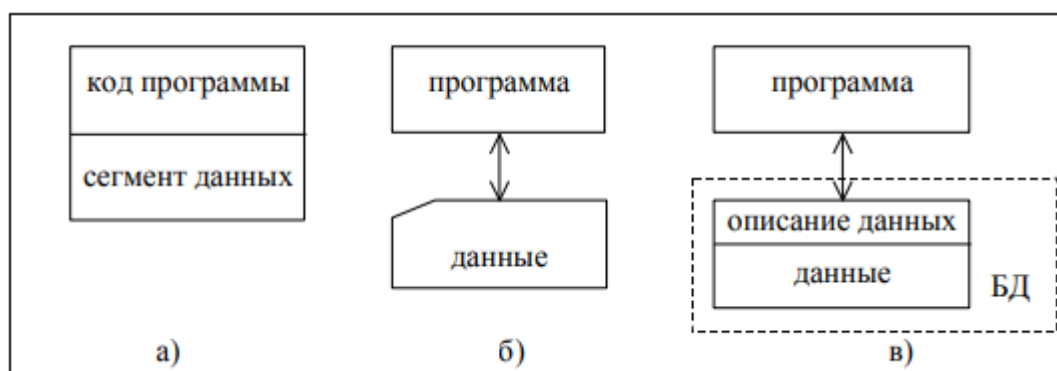 код программы
сегмент данных
а)
программа
данные
б)
программа
описание данных
данные
БД
в)